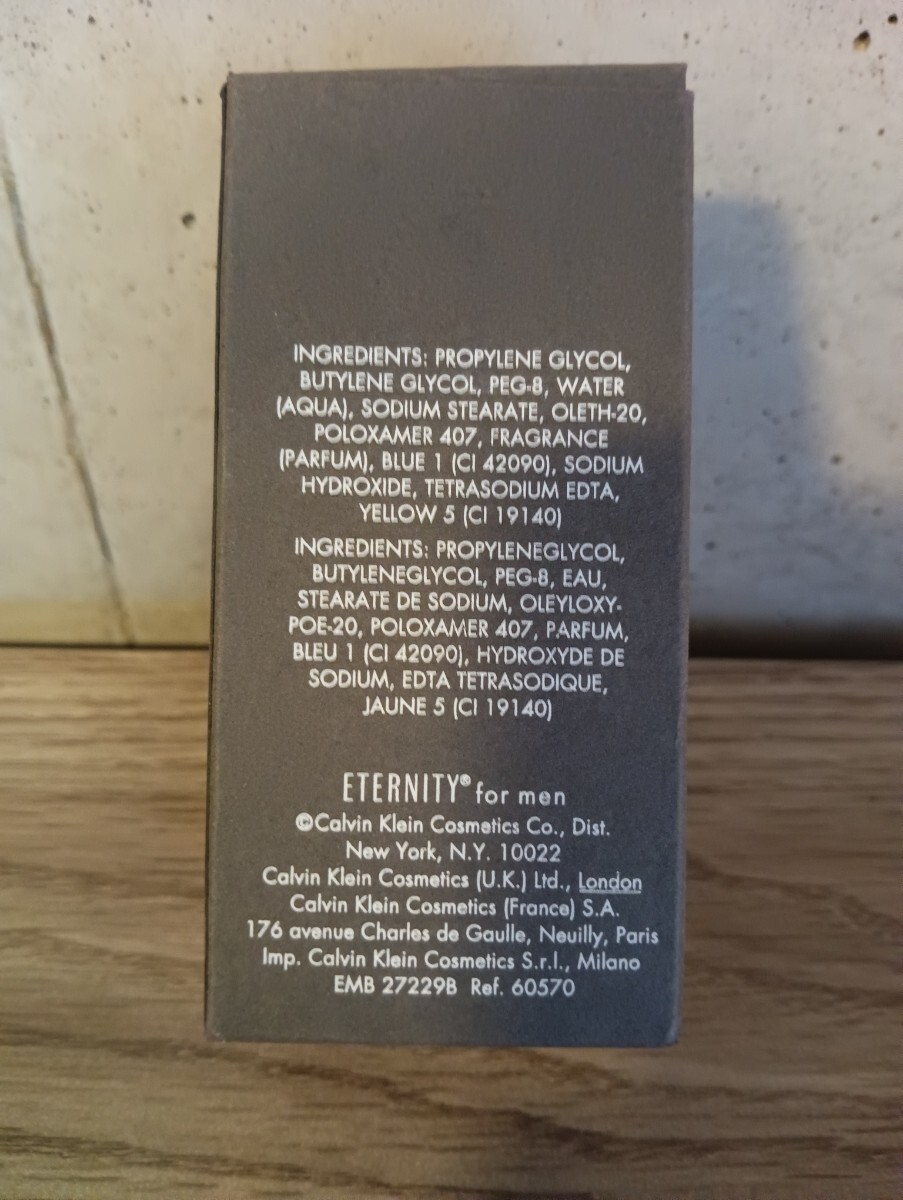 INGREDIENTS: PROPYLENE GLYCOL,
BUTYLENE GLYCOL, PEG-8, WATER
(AQUA), SODIUM STEARATE, OLETH-20,
POLOXAMER 407, FRAGRANCE
(PARFUM), BLUE 1 (CI 42090), SODIUM
HYDROXIDE, TETRASODIUM EDTA,
YELLOW 5 (CI 19140)
INGREDIENTS: PROPYLENEGLYCOL,
BUTYLENEGLYCOL, PEG-8, EAU,
STEARATE DE SODIUM, OLEYLOXY-
POE-20, POLOXAMER 407, PARFUM,
BLEU 1 (CI 42090), HYDROXYDE DE
SODIUM, EDTA TETRASODIQUE,
JAUNE 5 (CI 19140)
ETERNITY® for men
©Calvin Klein Cosmetics Co., Dist.
New York, N.Y. 10022
Calvin Klein Cosmetics (U.K.) Ltd., London
Calvin Klein Cosmetics (France) S.A.
176 avenue Charles de Gaulle, Neuilly, Paris
Imp. Calvin Klein Cosmetics S.r.l., Milano
EMB 27229B Ref. 60570